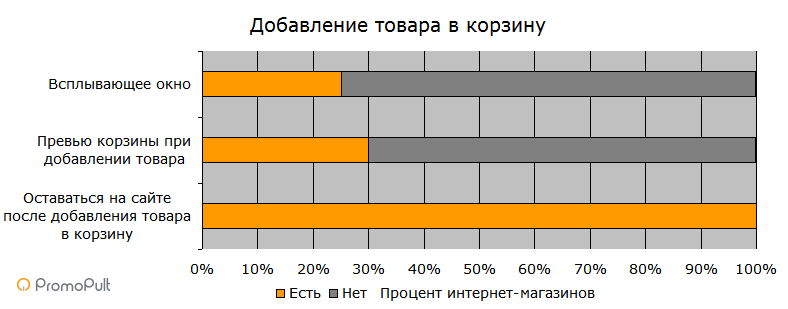 Добавление товара в корзину
Всплывающее окно
Превью корзины при
добавлении товара
Оставаться на сайте
после добавления товара
в корзину
0% 10% 20% 30% 40% 50% 60% 70% 80% 90% 100%
PromoPult
Есть Нет Процент интернет-магазинов